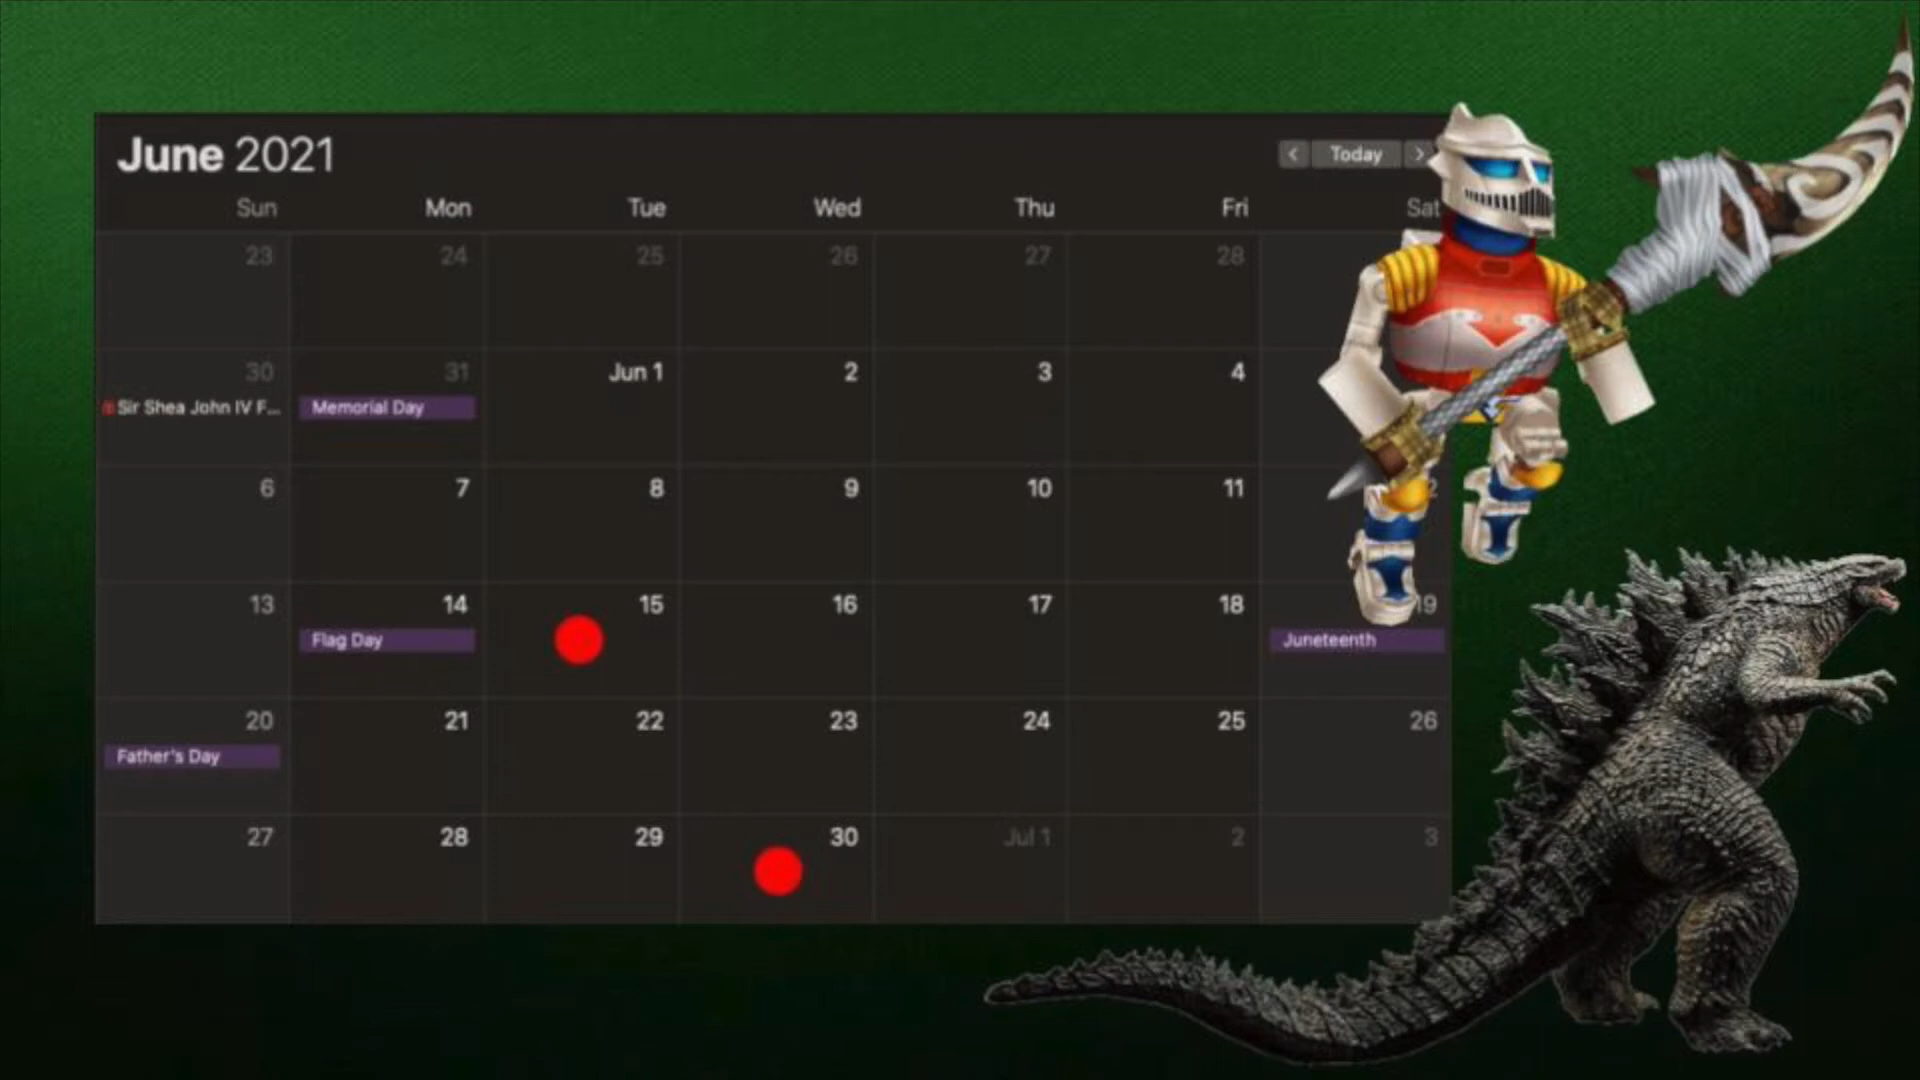 June 2021
< Today >
Sun Mon Tue Wed Thu Fri Sat
23 24 25 26 27 28
30 31 Jun 1 2 3 4
Sir Shea John IV F... Memorial Day
6 7 8 9 10 11 2
13 14 15 16 17 18 19
Flag Day Juneteenth
20 21 22 23 24 25 26
Father's Day
27 28 29 30 Jul 1 2 3